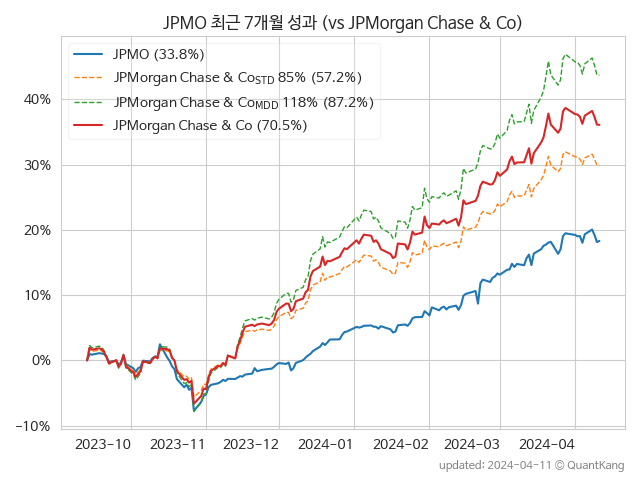 JPMO 최근 7개월 성과 (vs JPMorgan Chase & Co)
JPMO (33.8%)
JPMorgan Chase & CoSTD 85% (57.2%)
JPMorgan Chase & CoMDD 118% (87.2%)
JPMorgan Chase & Co (70.5%)
40%
30%
20%
10%
0%
−10%
2023-10
2023-11
2023-12
2024-01
2024-02
2024-03
2024-04
updated: 2024-04-11 © QuantKang